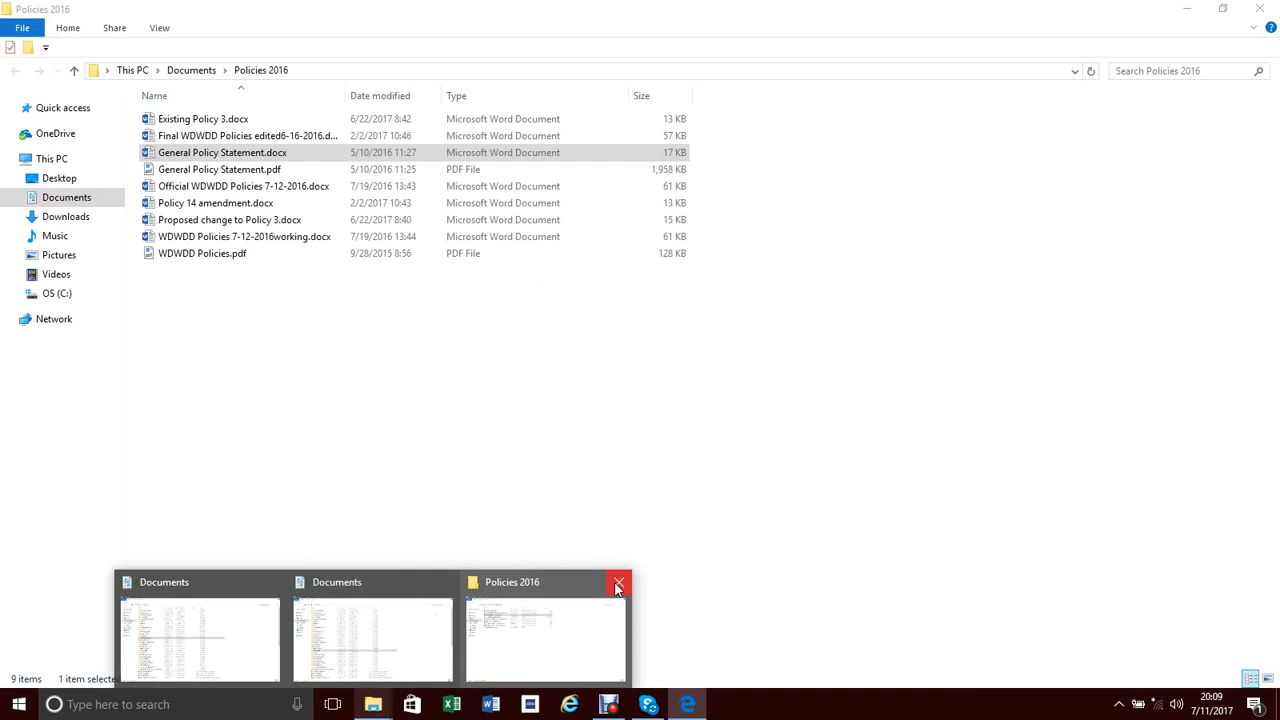 Policies 2016
File Home Share View
This PC Documents Policies 2016 Search Policies 2016
Name Date modified Type Size
Quick access
OneDrive
This PC
Desktop
Documents
Downloads
Music
Pictures
Videos
OS (C:)
Network
Existing Policy 3.docx 6/22/2017 8:42 Microsoft Word Document 13 KB
Final WDWDD Policies edited6-16-2016.d... 2/2/2017 10:46 Microsoft Word Document 57 KB
General Policy Statement.docx 5/10/2016 11:27 Microsoft Word Document 17 KB
General Policy Statement.pdf 5/10/2016 11:25 PDF File 1,958 KB
Official WDWDD Policies 7-12-2016.docx 7/19/2016 13:43 Microsoft Word Document 61 KB
Policy 14 amendment.docx 2/2/2017 10:43 Microsoft Word Document 13 KB
Proposed change to Policy 3.docx 6/22/2017 8:40 Microsoft Word Document 15 KB
WDWDD Policies 7-12-2016working.docx 7/19/2016 13:44 Microsoft Word Document 61 KB
WDWDD Policies.pdf 9/28/2015 8:56 PDF File 128 KB
Documents Documents Policies 2016
9 items 1 item selected
Type here to search
20:09
7/11/2017